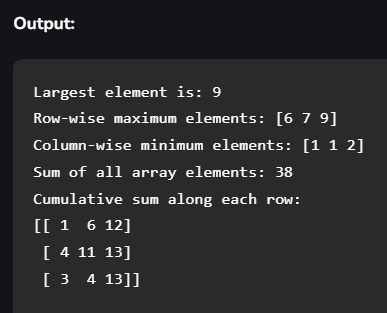 Output:
Largest element is: 9
Row-wise maximum elements: [6 7 9]
Column-wise minimum elements: [1 1 2]
Sum of all array elements: 38
Cumulative sum along each row:
[[ 1  6 12]
 [ 4 11 13]
 [ 3  4 13]]